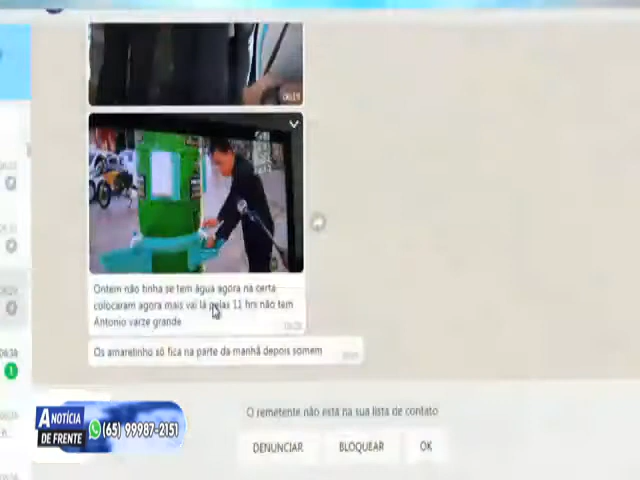 Ontem não tinha se tem água agora na certa
colocaram agora mais vai lá pelas 11 hrs não tem
Antonio varze grande
Os amarelinho só fica na parte da manhã depois somem
O remetente não está na sua lista de contato
DENUNCIAR BLOQUEAR OK
A NOTÍCIA
DE FRENTE
(65) 99987-2151